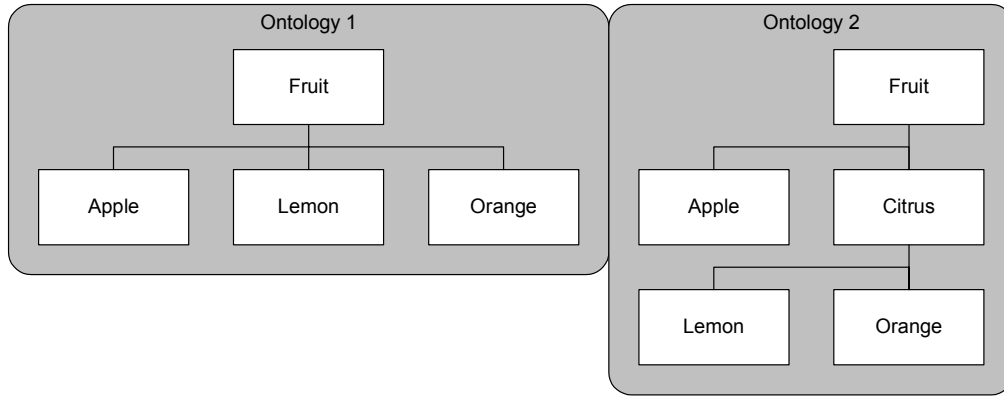 Ontology 1
Fruit
Apple
Lemon
Orange
Ontology 2
Fruit
Apple
Citrus
Lemon
Orange